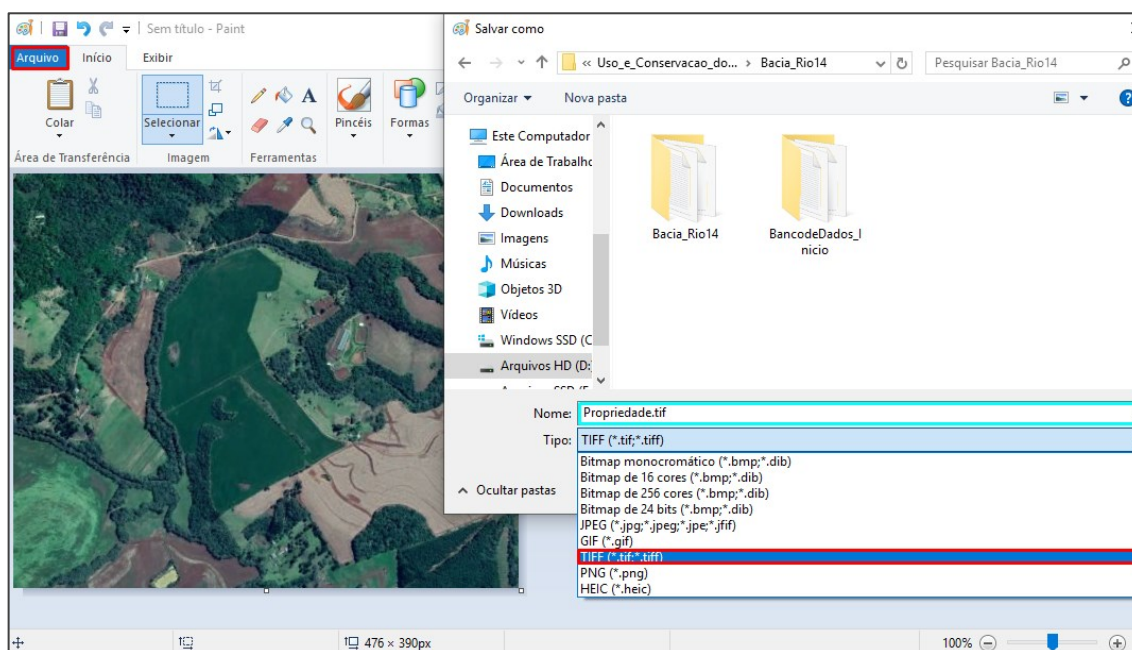 Sem título - Paint
Arquivo Início Exibir
Colar
Selecionar
Pincéis
Formas
Área de Transferência
Imagem
Ferramentas
Salvar como
« Uso_e_Conservacao_do... › Bacia_Rio14
Pesquisar Bacia_Rio14
Organizar
Nova pasta
Este Computador
Área de Trabalho
Documentos
Downloads
Imagens
Músicas
Objetos 3D
Vídeos
Windows SSD (C
Arquivos HD (D:
Bacia_Rio14
BancodeDados_I
nicio
Nome: Propriedade.tif
Tipo: TIFF (*.tif;*.tiff)
Bitmap monocromático (*.bmp;*.dib)
Bitmap de 16 cores (*.bmp;*.dib)
Bitmap de 256 cores (*.bmp;*.dib)
Bitmap de 24 bits (*.bmp;*.dib)
JPEG (*.jpg;*.jpeg;*.jpe;*.jfif)
GIF (*.gif)
TIFF (*.tif;*.tiff)
PNG (*.png)
HEIC (*.heic)
Ocultar pastas
476 × 390px
100%